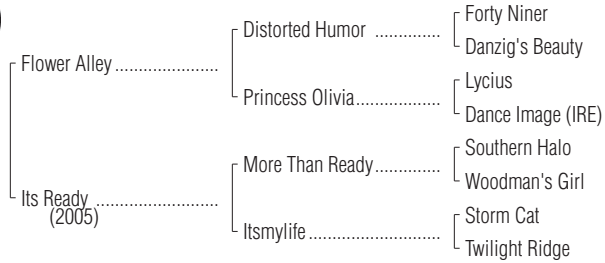 Forty Niner
Distorted Humor ..............
Danzig's Beauty
Flower Alley ......................
Lycius
Princess Olivia..................
Dance Image (IRE)
Southern Halo
More Than Ready..............
Woodman's Girl
Its Ready ..........................
(2005)
Storm Cat
Itsmylife ............................
Twilight Ridge